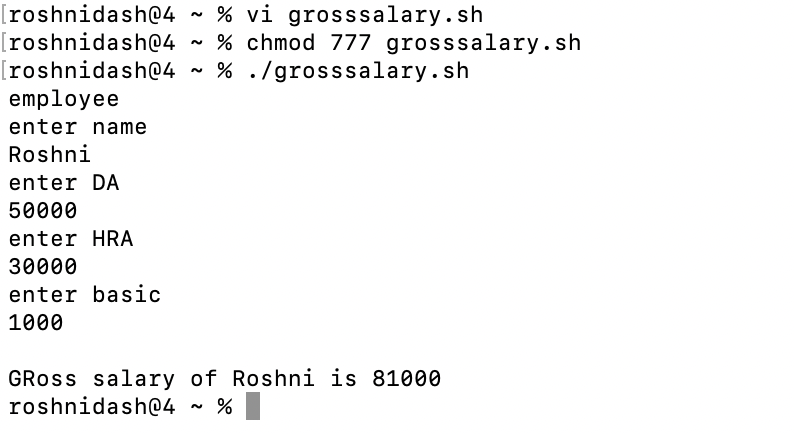 [roshnidash@4 ~ % vi grosssalary.sh
[roshnidash@4 ~ % chmod 777 grosssalary.sh
[roshnidash@4 ~ % ./grosssalary.sh
employee
enter name
Roshni
enter DA
50000
enter HRA
30000
enter basic
1000

GRoss salary of Roshni is 81000
roshnidash@4 ~ %